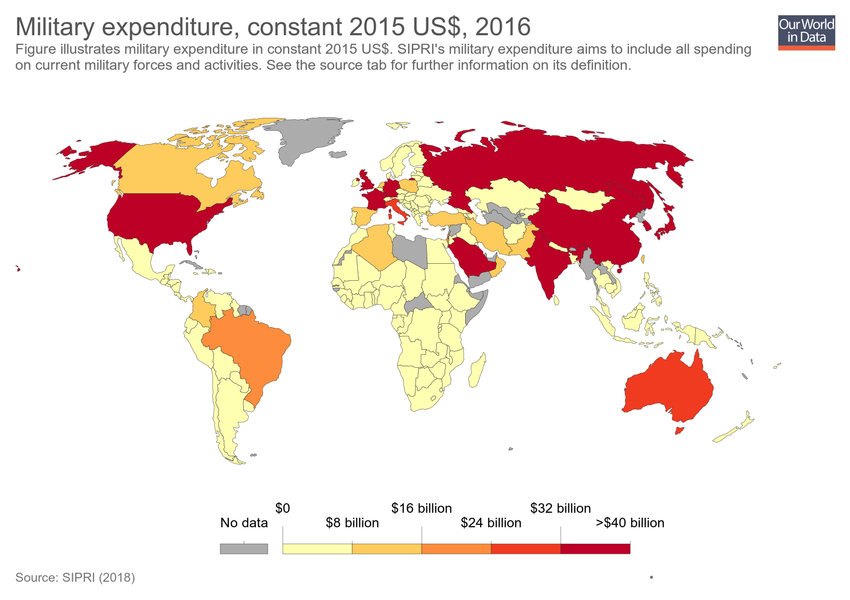 Military expenditure, constant 2015 US$, 2016
Our World
in Data
Figure illustrates military expenditure in constant 2015 US$. SIPRI's military expenditure aims to include all spending
on current military forces and activities. See the source tab for further information on its definition.
$0 $16 billion $32 billion
No data $8 billion $24 billion >$40 billion
Source: SIPRI (2018)